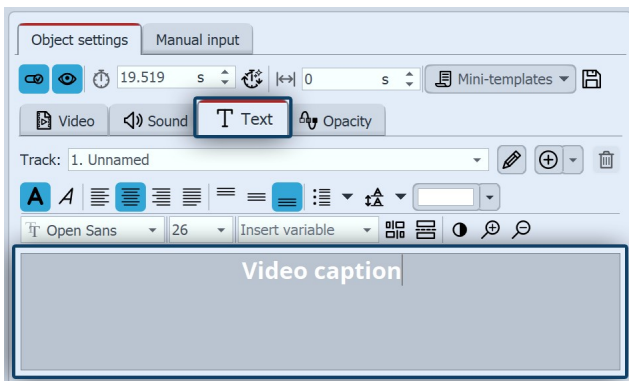 Object settings Manual input
19.519 s 0 s Mini-templates
Video Sound T Text Opacity
Track: 1. Unnamed
A A A
Tr Open Sans 26 Insert variable
Video caption